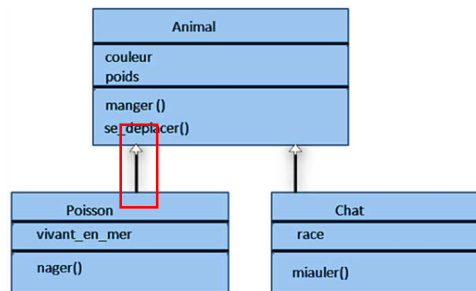 Animal
couleur
poids
manger ()
se_deplacer()
Poisson
vivant_en_mer
nager()
Chat
race
miauler()